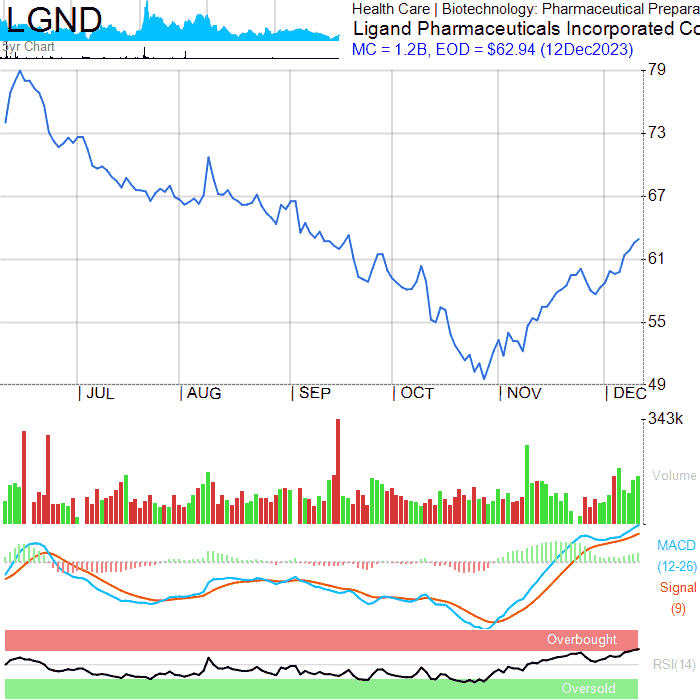 LGND
5yr Chart
Health Care | Biotechnology: Pharmaceutical Prepara
Ligand Pharmaceuticals Incorporated Co
MC = 1.2B, EOD = $62.94 (12Dec2023)
79
73
67
61
55
49
| JUL | AUG | SEP | OCT | NOV | DEC
343k
Volume
MACD
(12-26)
Signal
(9)
Overbought
RSI(14)
Oversold